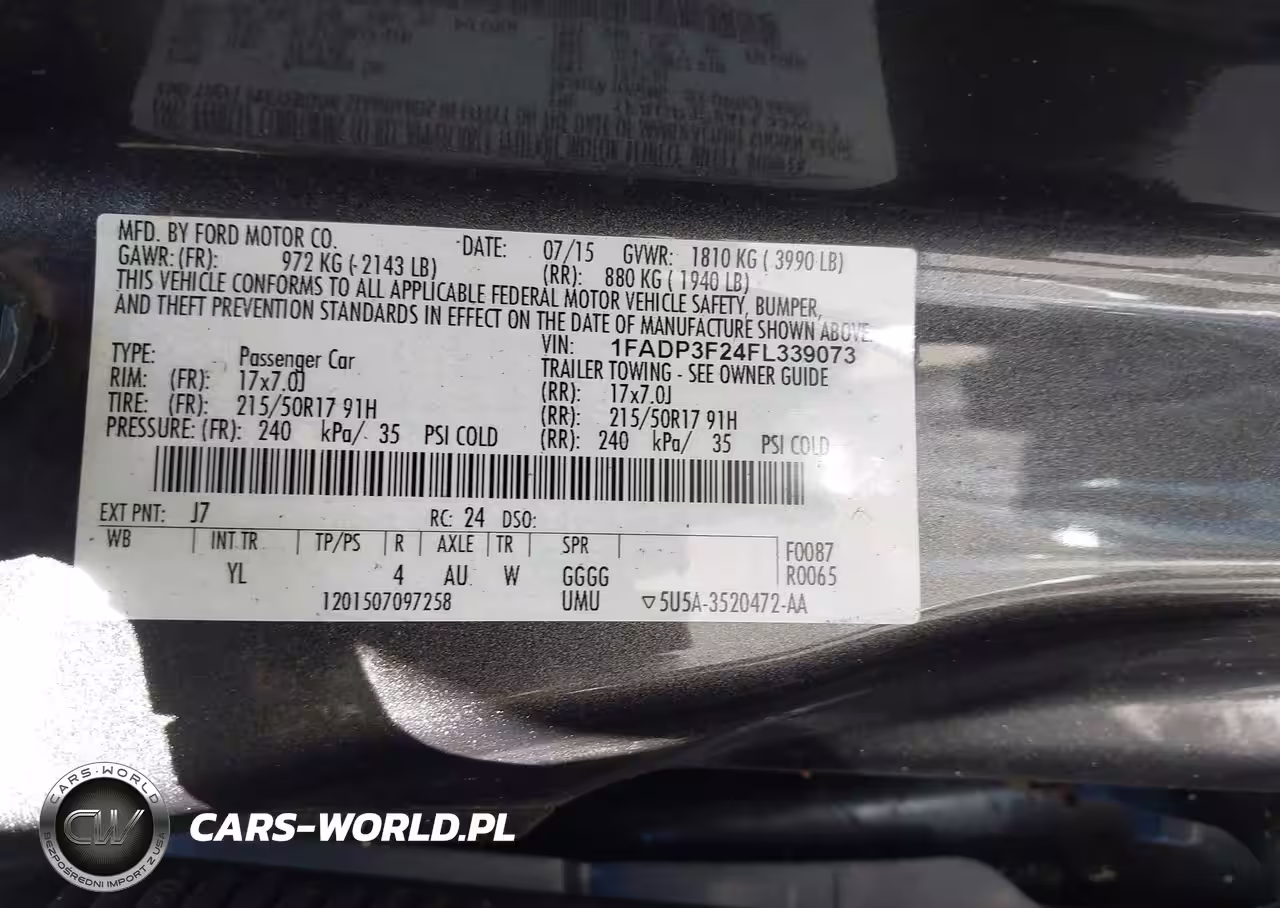 MFD. BY FORD MOTOR CO. DATE: 07/15 GVWR: 1810 KG ( 3990 LB)
GAWR: (FR): 972 KG ( 2143 LB) (RR): 880 KG ( 1940 LB)
THIS VEHICLE CONFORMS TO ALL APPLICABLE FEDERAL MOTOR VEHICLE SAFETY, BUMPER,
AND THEFT PREVENTION STANDARDS IN EFFECT ON THE DATE OF MANUFACTURE SHOWN ABOVE.
VIN: 1FADP3F24FL339073
TYPE: Passenger Car TRAILER TOWING - SEE OWNER GUIDE
RIM: (FR): 17x7.0J (RR): 17x7.0J
TIRE: (FR): 215/50R17 91H (RR): 215/50R17 91H
PRESSURE: (FR): 240 kPa/ 35 PSI COLD (RR): 240 kPa/ 35 PSI COLD
EXT PNT: J7 RC: 24 DSO:
WB INT TR TP/PS R AXLE TR SPR F0087
YL 4 AU W GGGG R0065
1201507097258 UMU ▽5U5A-3520472-AA
CARS-WORLD
CW
BEZPOŚREDNI IMPORT Z USA
CARS-WORLD.PL